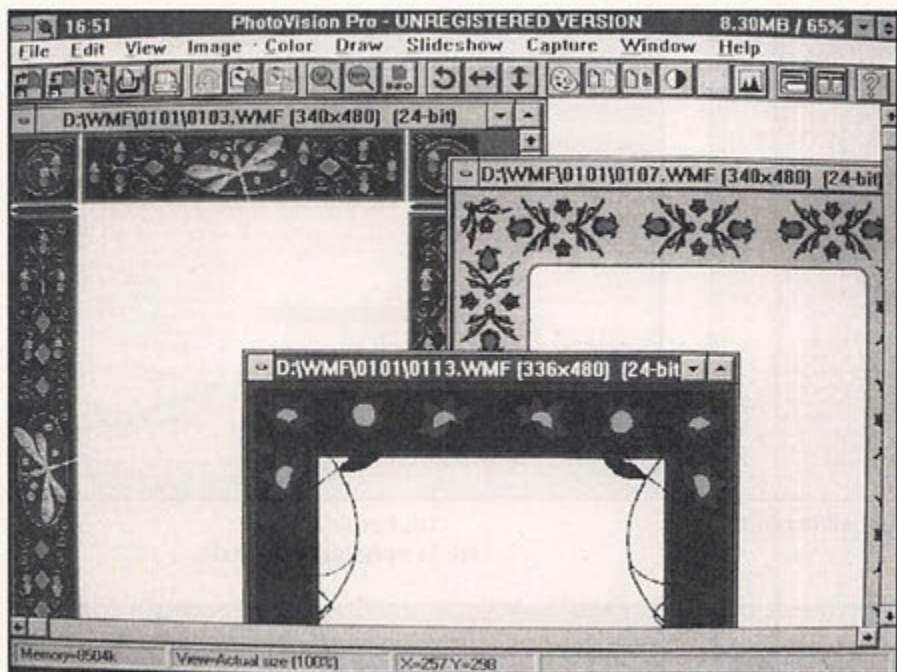 16:51 PhotoVision Pro - UNREGISTERED VERSION 8.30MB / 65%
File Edit View Image Color Draw Slideshow Capture Window Help
D:\WMF\0101\0103.WMF (340x480) (24-bit)
D:\WMF\0101\0107.WMF (340x480) (24-bit
D:\WMF\0101\0113.WMF (336x480) (24-bit
Memory=8504k View=Actual size (100%) X=257 Y=298